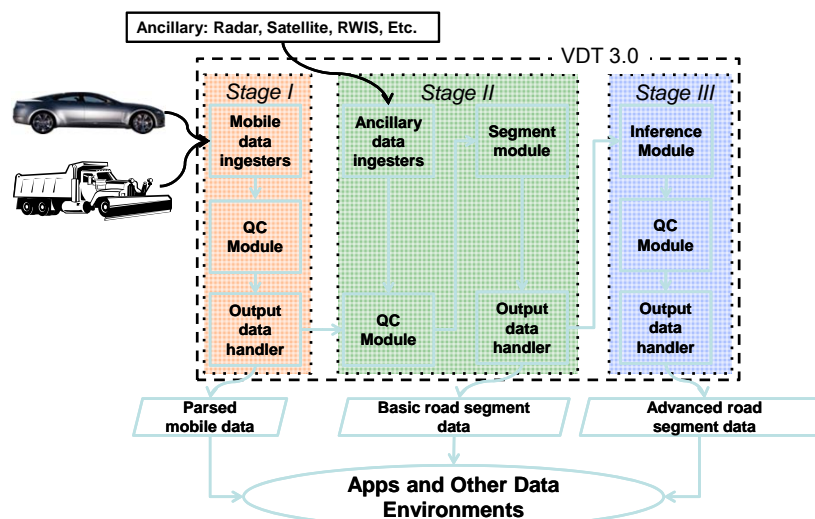 Ancillary: Radar, Satellite, RWIS, Etc.
VDT 3.0
Stage I
Mobile
data
ingesters
QC
Module
Output
data
handler
Stage II
Ancillary
data
ingesters
QC
Module
Segment
module
Output
data
handler
Stage III
Inference
Module
QC
Module
Output
data
handler
Parsed
mobile data
Basic road segment
data
Advanced road
segment data
Apps and Other Data
Environments